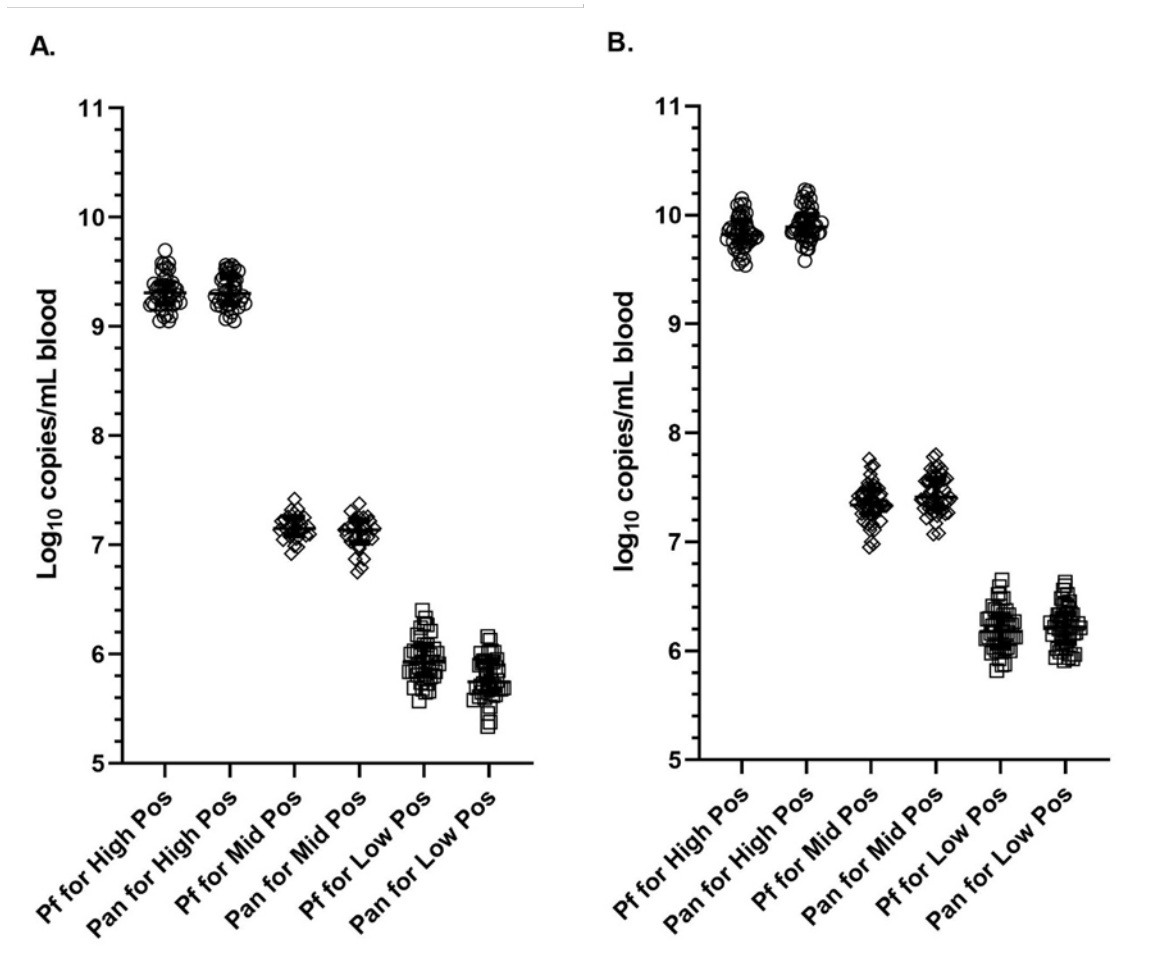 A.
Log10 copies/mL blood
11
10
9
8
7
6
5
Pf for High Pos
Pan for High Pos
Pf for Mid Pos
Pan for Mid Pos
Pf for Low Pos
Pan for Low Pos
B.
log10 copies/mL blood
11
10
9
8
7
6
5
Pf for High Pos
Pan for High Pos
Pf for Mid Pos
Pan for Mid Pos
Pf for Low Pos
Pan for Low Pos